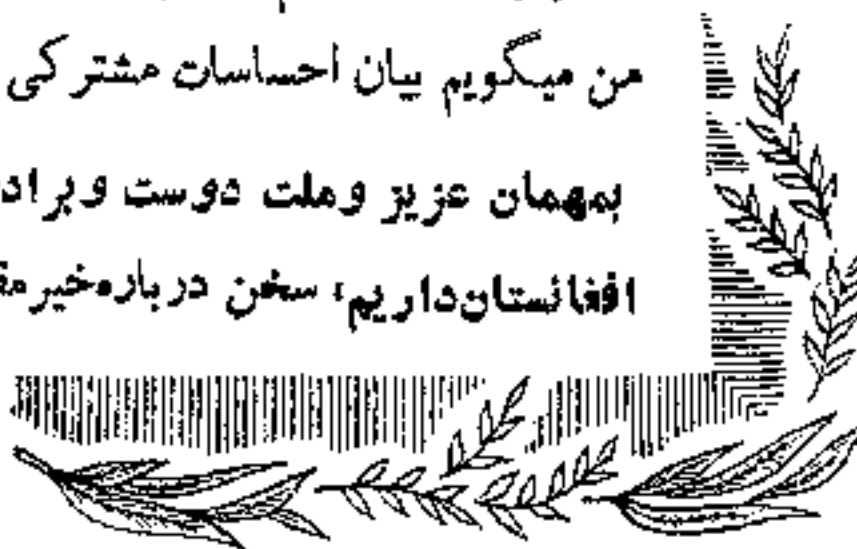 من میگویم بیان احساسات مشترکی
بمهمان عزیز وملت دوست وبراد
افغانستان‌داریم، سخن درباره‌خیرمق